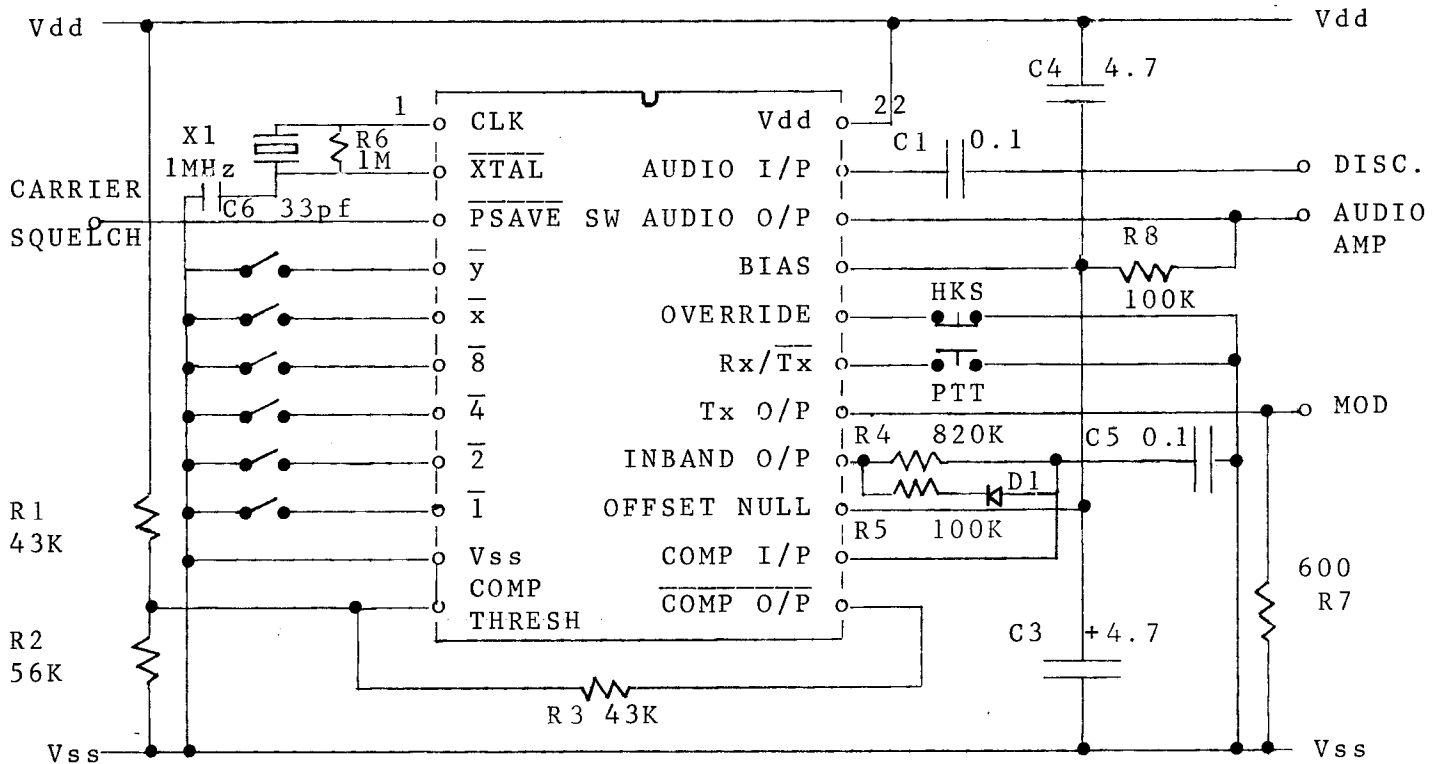 Vdd
Vdd
C4 4.7
1
CLK
Vdd
22
X1
1MHz
R6
1M
C1 0.1
XTAL
AUDIO I/P
DISC.
CARRIER
SQUELCH
C6 33pf
PSAVE
SW AUDIO O/P
AUDIO
AMP
R8
100K
y
BIAS
HKS
x
OVERRIDE
8
Rx/Tx
PTT
4
Tx O/P
MOD
R4 820K
C5 0.1
2
INBAND O/P
D1
1
OFFSET NULL
R5 100K
R1
43K
Vss
COMP I/P
COMP
THRESH
COMP O/P
600
R7
R2
56K
C3 +4.7
R3 43K
Vss
Vss